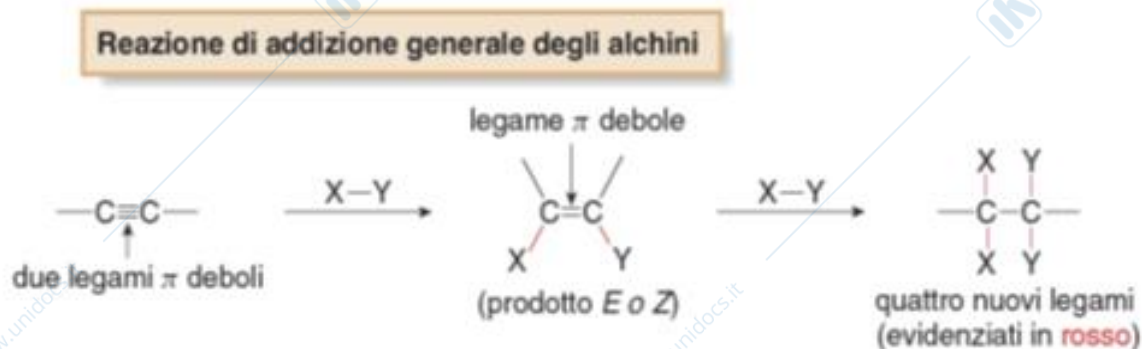 Reazione di addizione generale degli alchini
legame π debole
—C≡C—
X—Y
C=C
X Y
X—Y
X Y
—C—C—
X Y
due legami π deboli
(prodotto E o Z)
quattro nuovi legami
(evidenziati in rosso)